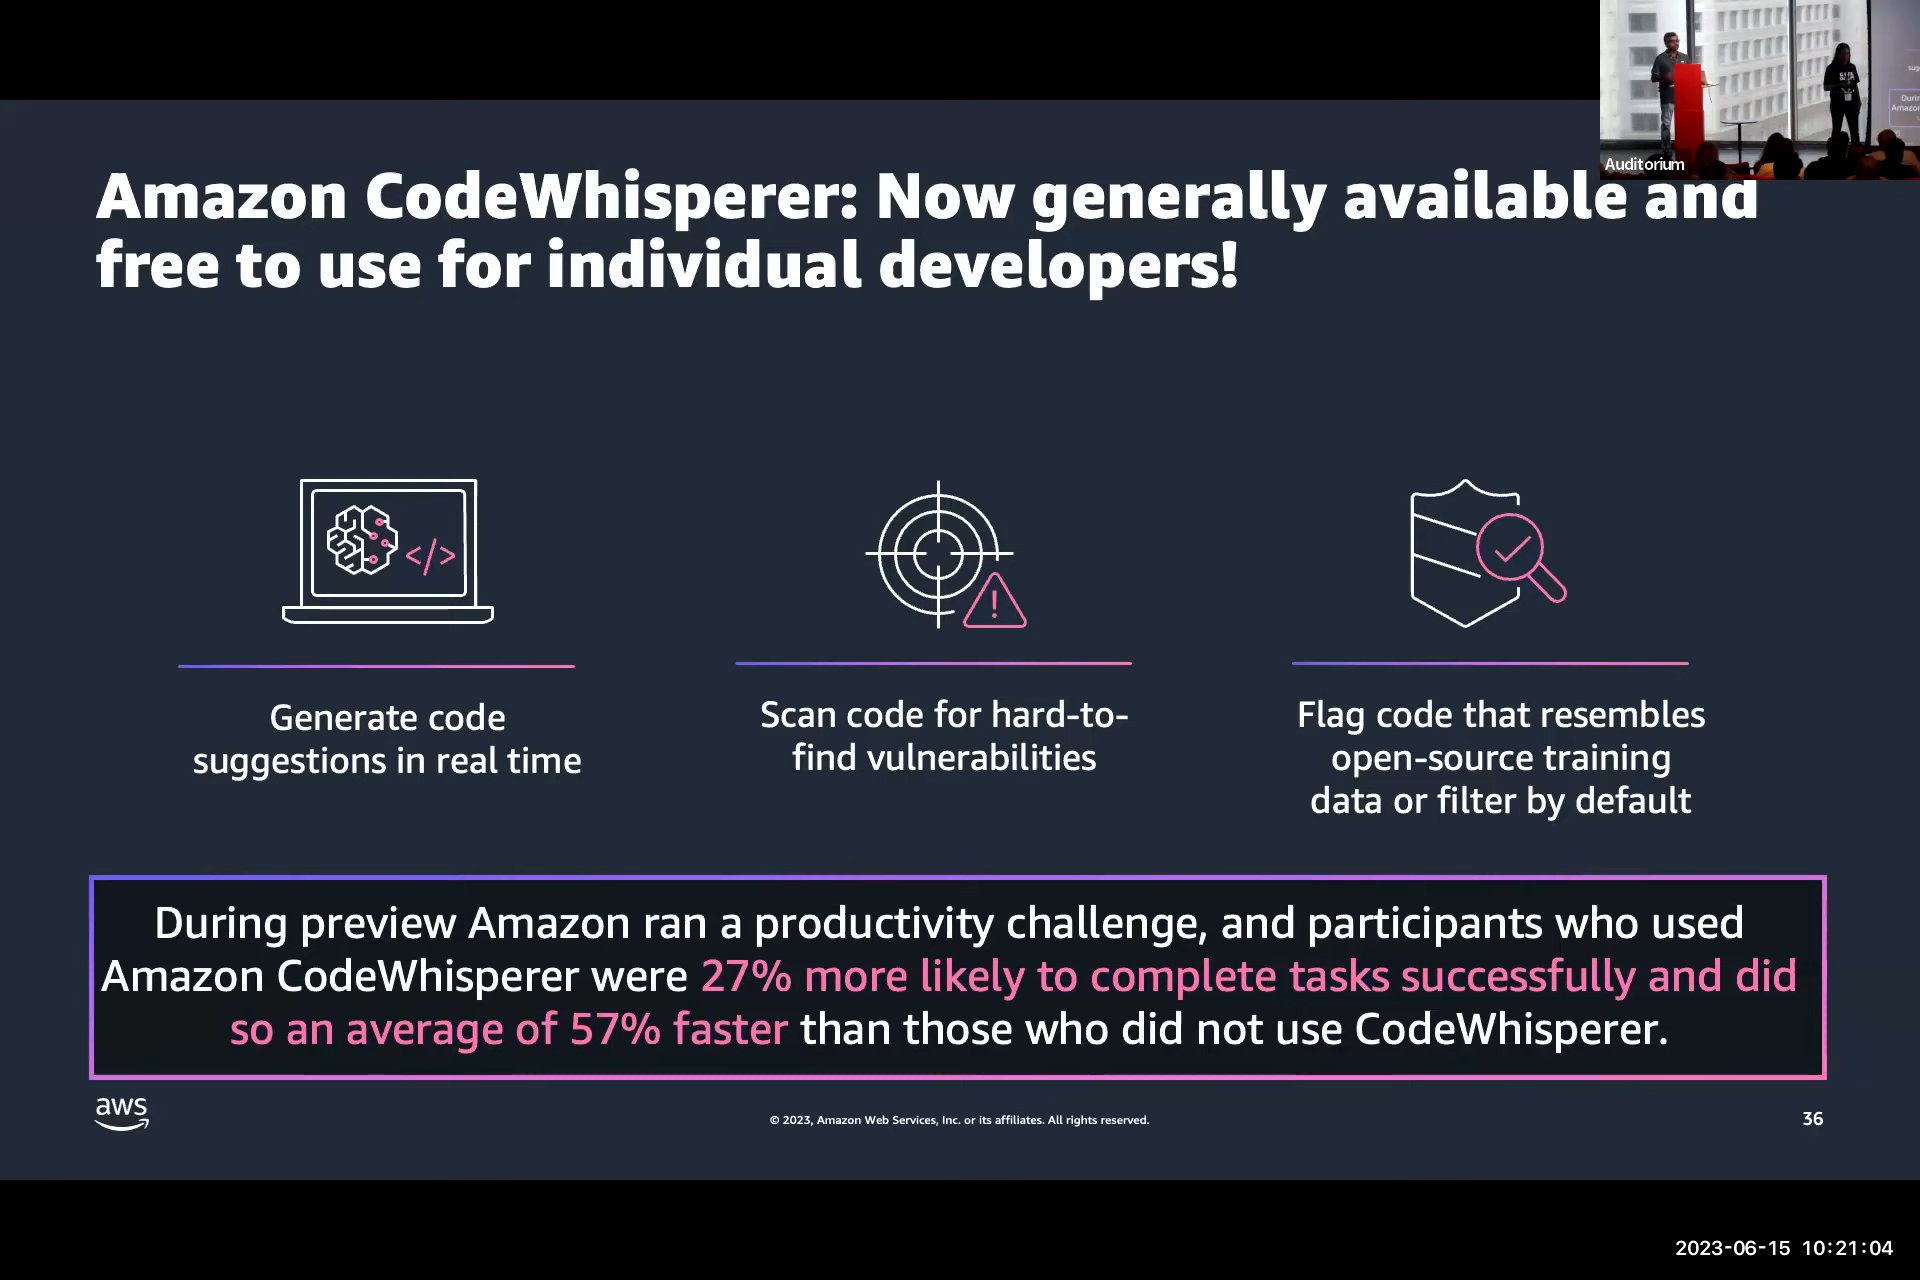 Auditorium
Amazon CodeWhisperer: Now generally available and
free to use for individual developers!
Generate code
suggestions in real time
Scan code for hard-to-
find vulnerabilities
Flag code that resembles
open-source training
data or filter by default
During preview Amazon ran a productivity challenge, and participants who used
Amazon CodeWhisperer were 27% more likely to complete tasks successfully and did
so an average of 57% faster than those who did not use CodeWhisperer.
aws
© 2023, Amazon Web Services, Inc. or its affiliates. All rights reserved.
36
2023-06-15 10:21:04